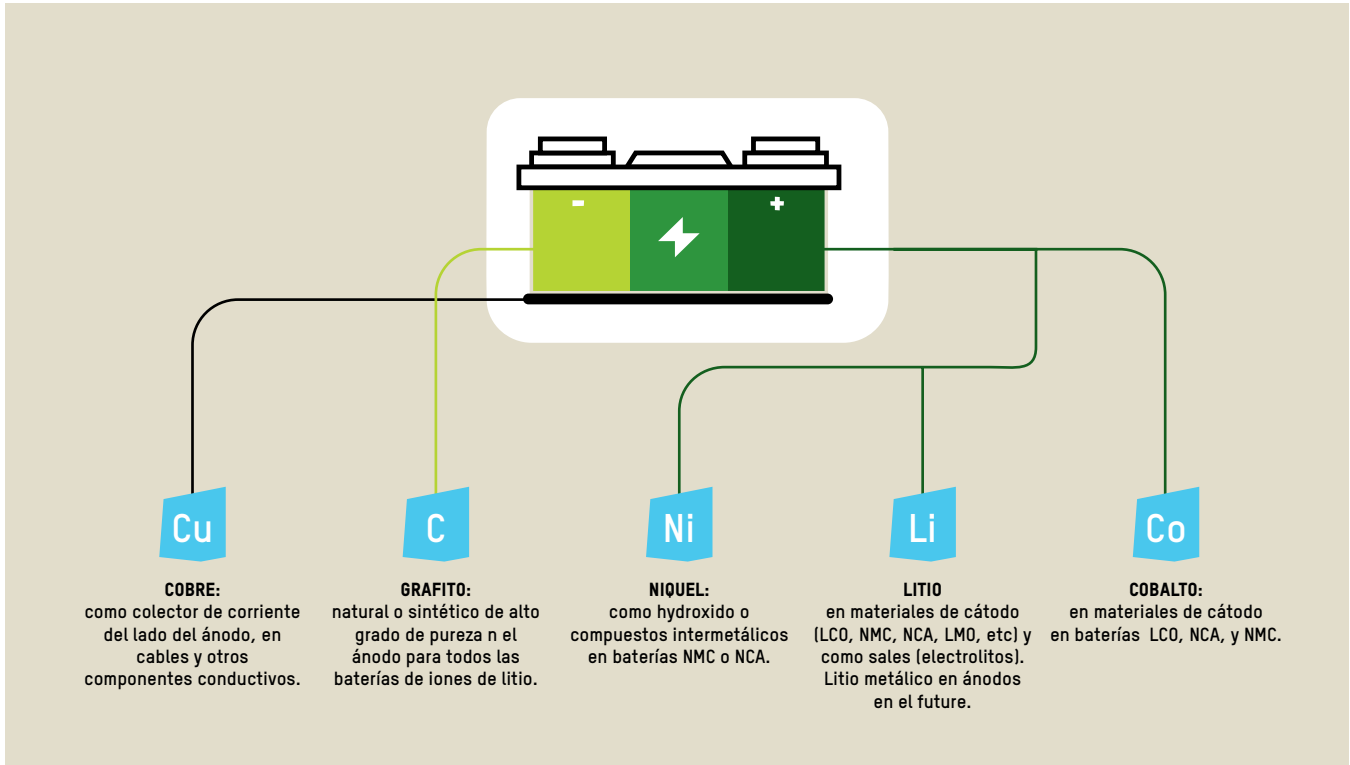 -
+
Cu
C
Ni
Li
Co
COBRE:
como colector de corriente
del lado del ánodo, en
cables y otros
componentes conductivos.
GRAFITO:
natural o sintético de alto
grado de pureza n el
ánodo para todos las
baterías de iones de litio.
NIQUEL:
como hydroxido o
compuestos intermetálicos
en baterías NMC o NCA.
LITIO
en materiales de cátodo
(LCO, NMC, NCA, LMO, etc) y
como sales (electrolitos).
Litio metálico en ánodos
en el future.
COBALTO:
en materiales de cátodo
en baterías LCO, NCA, y NMC.